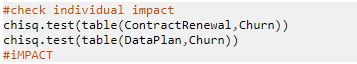 #check individual impact
chisq.test(table(ContractRenewal,Churn))
chisq.test(table(DataPlan,Churn))
#iMPACT